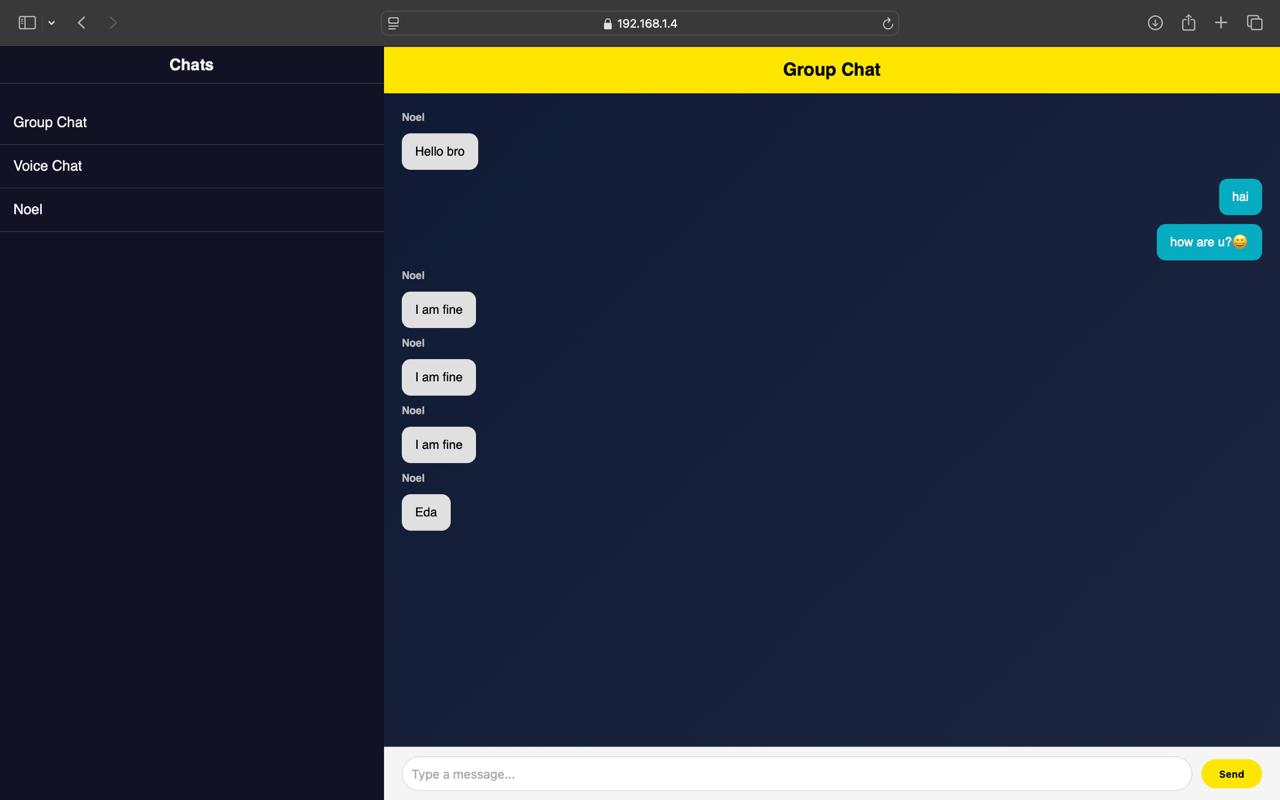 192.168.1.4
Chats
Group Chat
Voice Chat
Noel
Group Chat
Noel
Hello bro
hai
how are u?😀
Noel
I am fine
Noel
I am fine
Noel
I am fine
Noel
Eda
Type a message...
Send